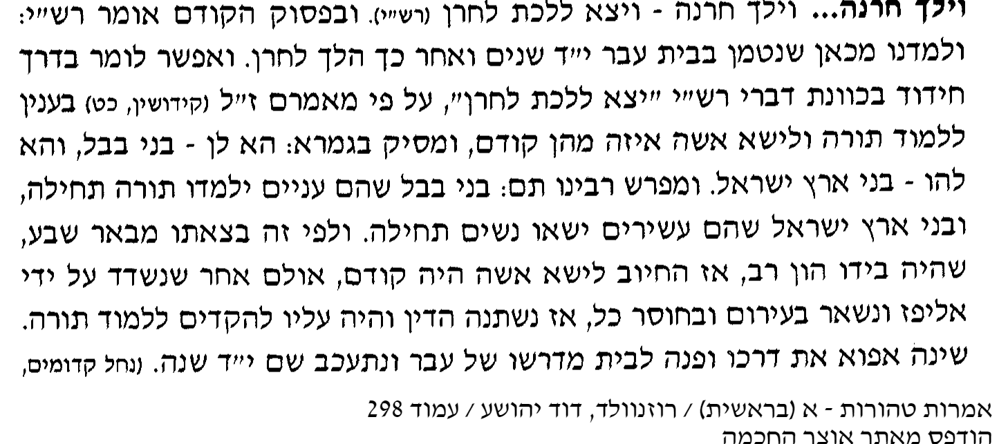 וילך חרנה... וילך חרנה - ויצא ללכת לחרן (רש״י). ובפסוק הקודם אומר רש״י:
ולמדנו מכאן שנטמן בבית עבר י״ד שנים ואחר כך הלך לחרן. ואפשר לומר בדרך
חידוד בכוונת דברי רש״י ״יצא ללכת לחרן״, על פי מאמרם ז״ל (קידושין, כט) בענין
ללמוד תורה ולישא אשה איזה מהן קודם, ומסיק בגמרא: הא לן - בני בבל, והא
להו - בני ארץ ישראל. ומפרש רבינו תם: בני בבל שהם עניים ילמדו תורה תחילה,
ובני ארץ ישראל שהם עשירים ישאו נשים תחילה. ולפי זה בצאתו מבאר שבע,
שהיה בידו הון רב, אז החיוב לישא אשה היה קודם, אולם אחר שנשדד על ידי
אליפז ונשאר בעירום ובחוסר כל, אז נשתנה הדין והיה עליו להקדים ללמוד תורה.
שינה אפוא את דרכו ופנה לבית מדרשו של עבר ונתעכב שם י״ד שנה. (נחל קדומים,
אמרות טהורות - א (בראשית) / רוזנוולד, דוד יהושע / עמוד 298
הודפס מאתר אוצר החכמה